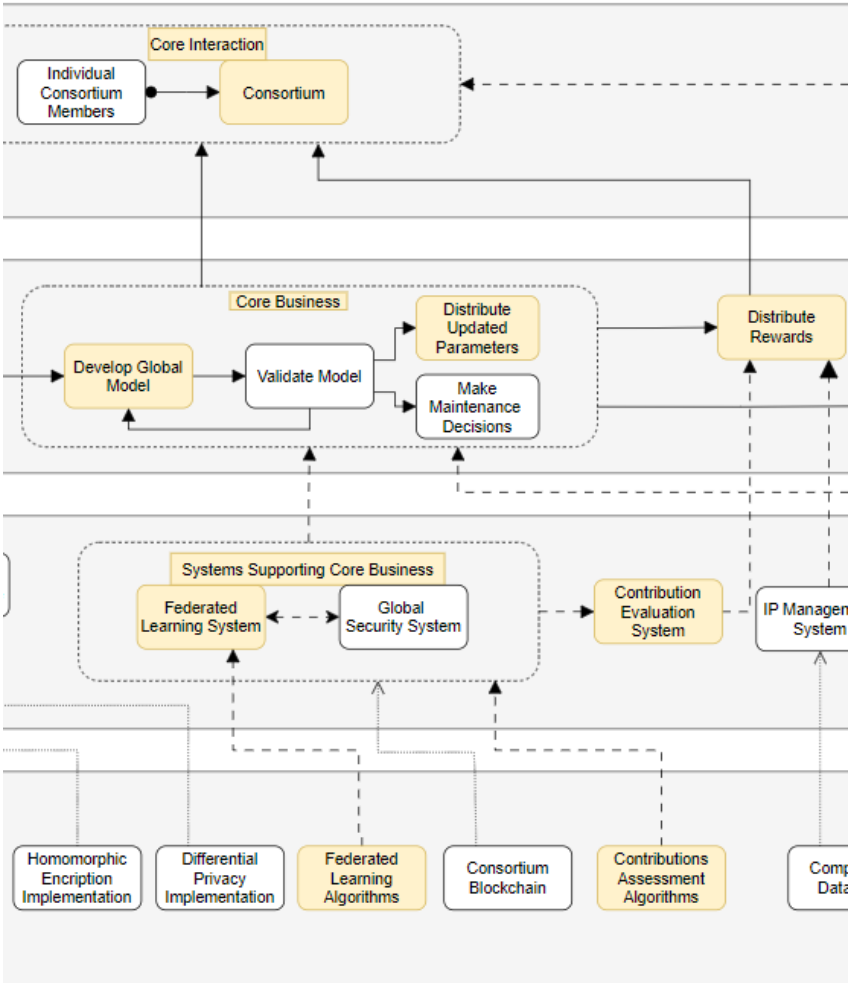 Core Interaction
Individual
Consortium
Members
Consortium
Core Business
Distribute
Updated
Parameters
Distribute
Rewards
Develop Global
Model
Validate Model
Make
Maintenance
Decisions
Systems Supporting Core Business
Federated
Learning System
Global
Security System
Contribution
Evaluation
System
IP Managem
System
Homomorphic
Encription
Implementation
Differential
Privacy
Implementation
Federated
Learning
Algorithms
Consortium
Blockchain
Contributions
Assessment
Algorithms
Comp
Data